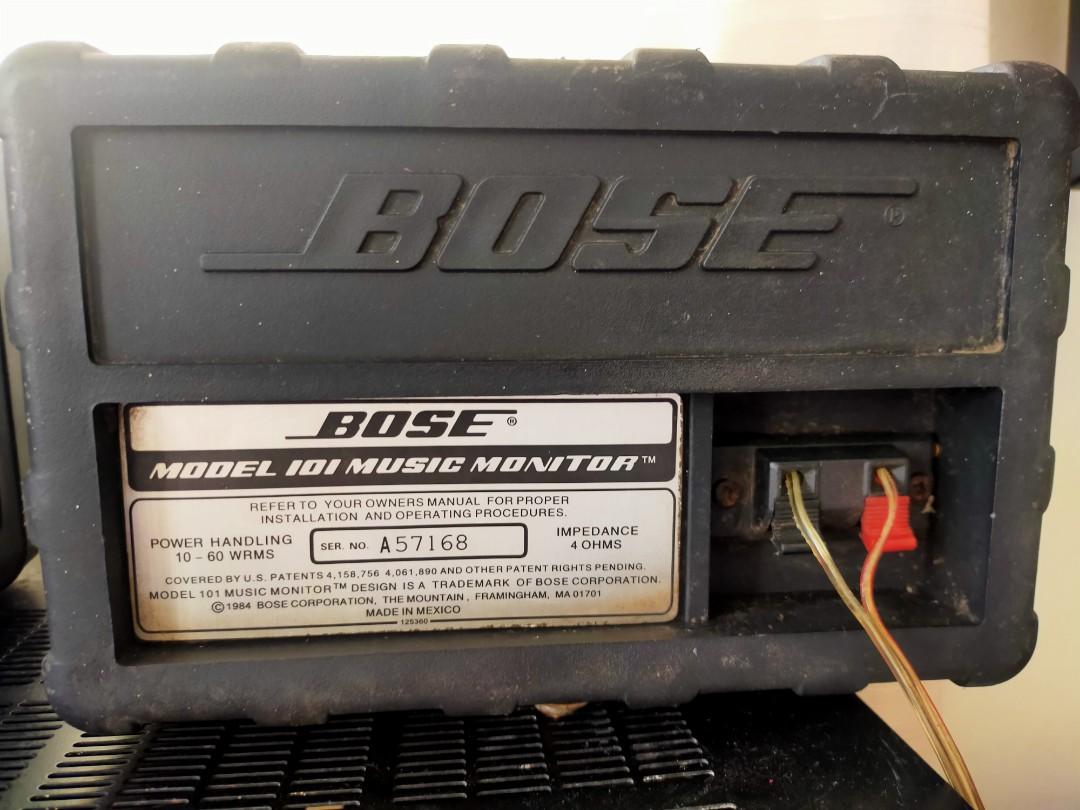 BOSE®
BOSE®
MODEL 101 MUSIC MONITOR™
REFER TO YOUR OWNERS MANUAL FOR PROPER
INSTALLATION AND OPERATING PROCEDURES.
POWER HANDLING
10 - 60 WRMS
SER. NO. A57168
IMPEDANCE
4 OHMS
COVERED BY U.S. PATENTS 4,158,756 4,061,890 AND OTHER PATENT RIGHTS PENDING.
MODEL 101 MUSIC MONITOR™ DESIGN IS A TRADEMARK OF BOSE CORPORATION.
©1984 BOSE CORPORATION, THE MOUNTAIN, FRAMINGHAM, MA 01701
MADE IN MEXICO
125360